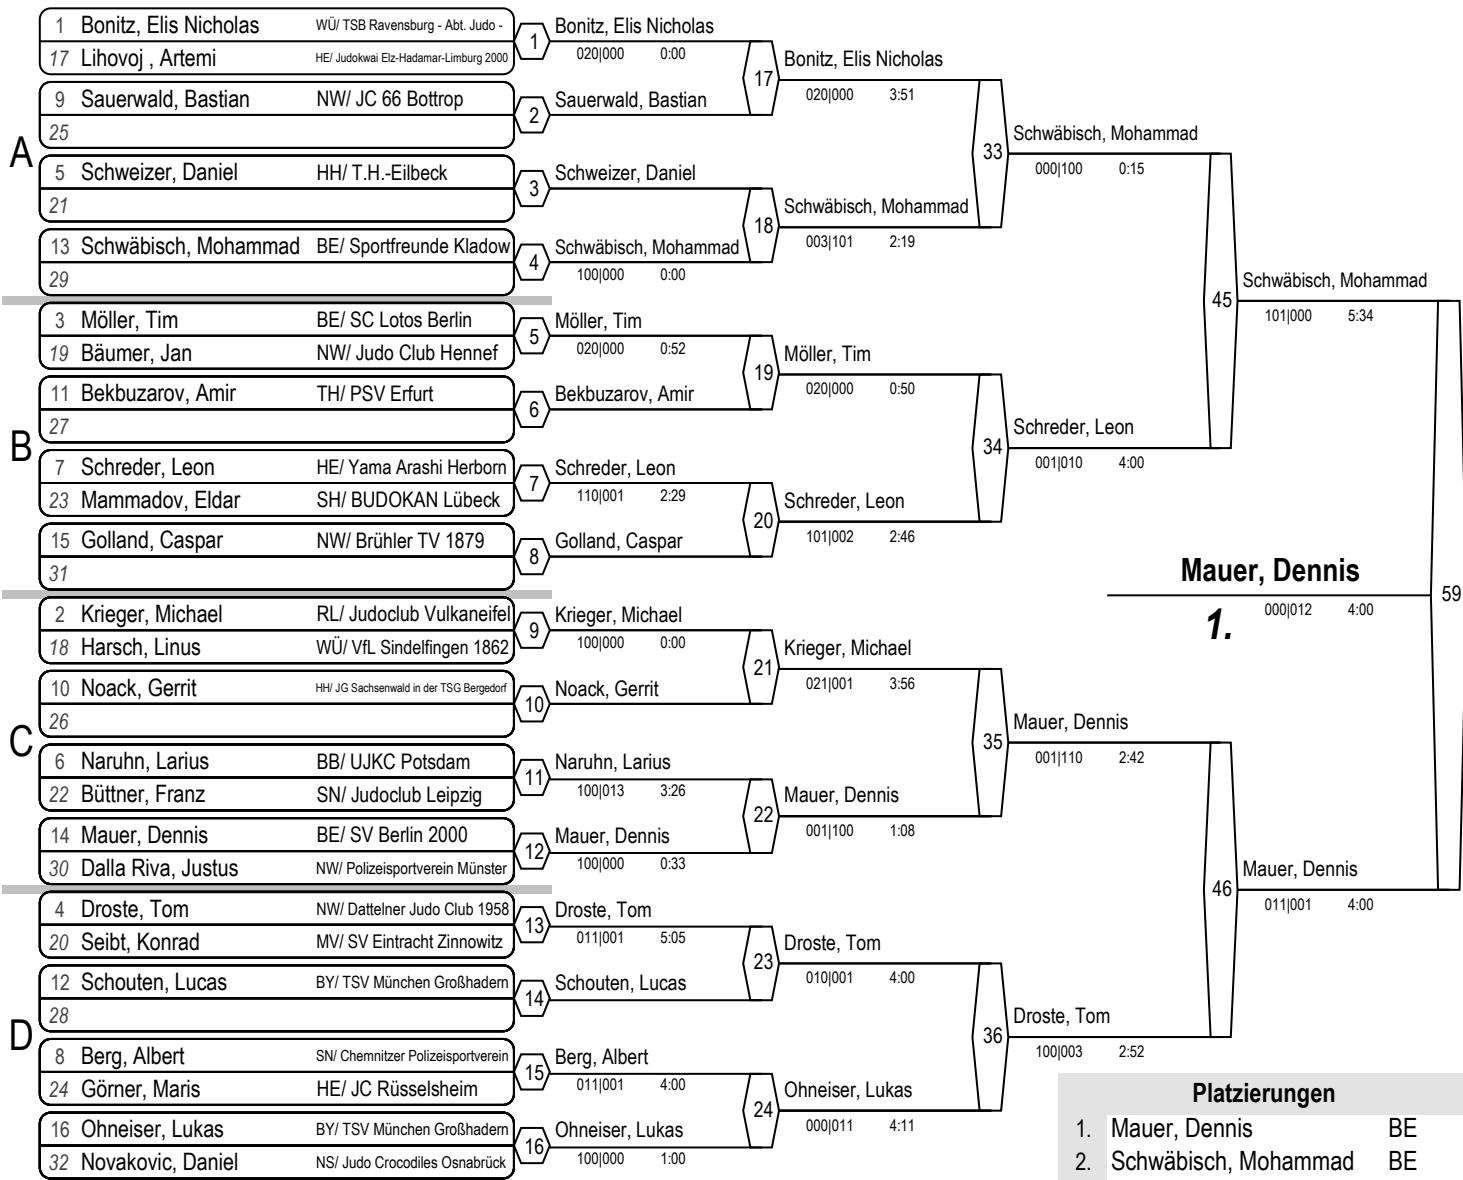 A
1 Bonitz, Elis Nicholas WÜ/ TSB Ravensburg - Abt. Judo -
17 Lihovoj , Artemi HE/ Judokwai Elz-Hadamar-Limburg 2000
9 Sauerwald, Bastian NW/ JC 66 Bottrop
25
5 Schweizer, Daniel HH/ T.H.-Eilbeck
21
13 Schwäbisch, Mohammad BE/ Sportfreunde Kladow
29
B
3 Möller, Tim BE/ SC Lotos Berlin
19 Bäumer, Jan NW/ Judo Club Hennef
11 Bekbuzarov, Amir TH/ PSV Erfurt
27
7 Schreder, Leon HE/ Yama Arashi Herborn
23 Mammadov, Eldar SH/ BUDOKAN Lübeck
15 Golland, Caspar NW/ Brühler TV 1879
31
C
2 Krieger, Michael RL/ Judoclub Vulkaneifel
18 Harsch, Linus WÜ/ VfL Sindelfingen 1862
10 Noack, Gerrit HH/ JG Sachsenwald in der TSG Bergedorf
26
6 Naruhn, Larius BB/ UJKC Potsdam
22 Büttner, Franz SN/ Judoclub Leipzig
14 Mauer, Dennis BE/ SV Berlin 2000
30 Dalla Riva, Justus NW/ Polizeisportverein Münster
D
4 Droste, Tom NW/ Dattelner Judo Club 1958
20 Seibt, Konrad MV/ SV Eintracht Zinnowitz
12 Schouten, Lucas BY/ TSV München Großhadern
28
8 Berg, Albert SN/ Chemnitzer Polizeisportverein
24 Görner, Maris HE/ JC Rüsselsheim
16 Ohneiser, Lukas BY/ TSV München Großhadern
32 Novakovic, Daniel NS/ Judo Crocodiles Osnabrück
1 Bonitz, Elis Nicholas
020|000 0:00
2 Sauerwald, Bastian
3 Schweizer, Daniel
4 Schwäbisch, Mohammad
100|000 0:00
5 Möller, Tim
020|000 0:52
6 Bekbuzarov, Amir
7 Schreder, Leon
110|001 2:29
8 Golland, Caspar
9 Krieger, Michael
100|000 0:00
10 Noack, Gerrit
11 Naruhn, Larius
100|013 3:26
12 Mauer, Dennis
100|000 0:33
13 Droste, Tom
011|001 5:05
14 Schouten, Lucas
15 Berg, Albert
011|001 4:00
16 Ohneiser, Lukas
100|000 1:00
17 Bonitz, Elis Nicholas
020|000 3:51
18 Schwäbisch, Mohammad
003|101 2:19
19 Möller, Tim
020|000 0:50
20 Schreder, Leon
101|002 2:46
21 Krieger, Michael
021|001 3:56
22 Mauer, Dennis
001|100 1:08
23 Droste, Tom
010|001 4:00
24 Ohneiser, Lukas
000|011 4:11
33 Schwäbisch, Mohammad
000|100 0:15
34 Schreder, Leon
001|010 4:00
35 Mauer, Dennis
001|110 2:42
36 Droste, Tom
100|003 2:52
45 Schwäbisch, Mohammad
101|000 5:34
46 Mauer, Dennis
011|001 4:00
59
Mauer, Dennis
1. 000|012 4:00
Platzierungen
1. Mauer, Dennis BE
2. Schwäbisch, Mohammad BE